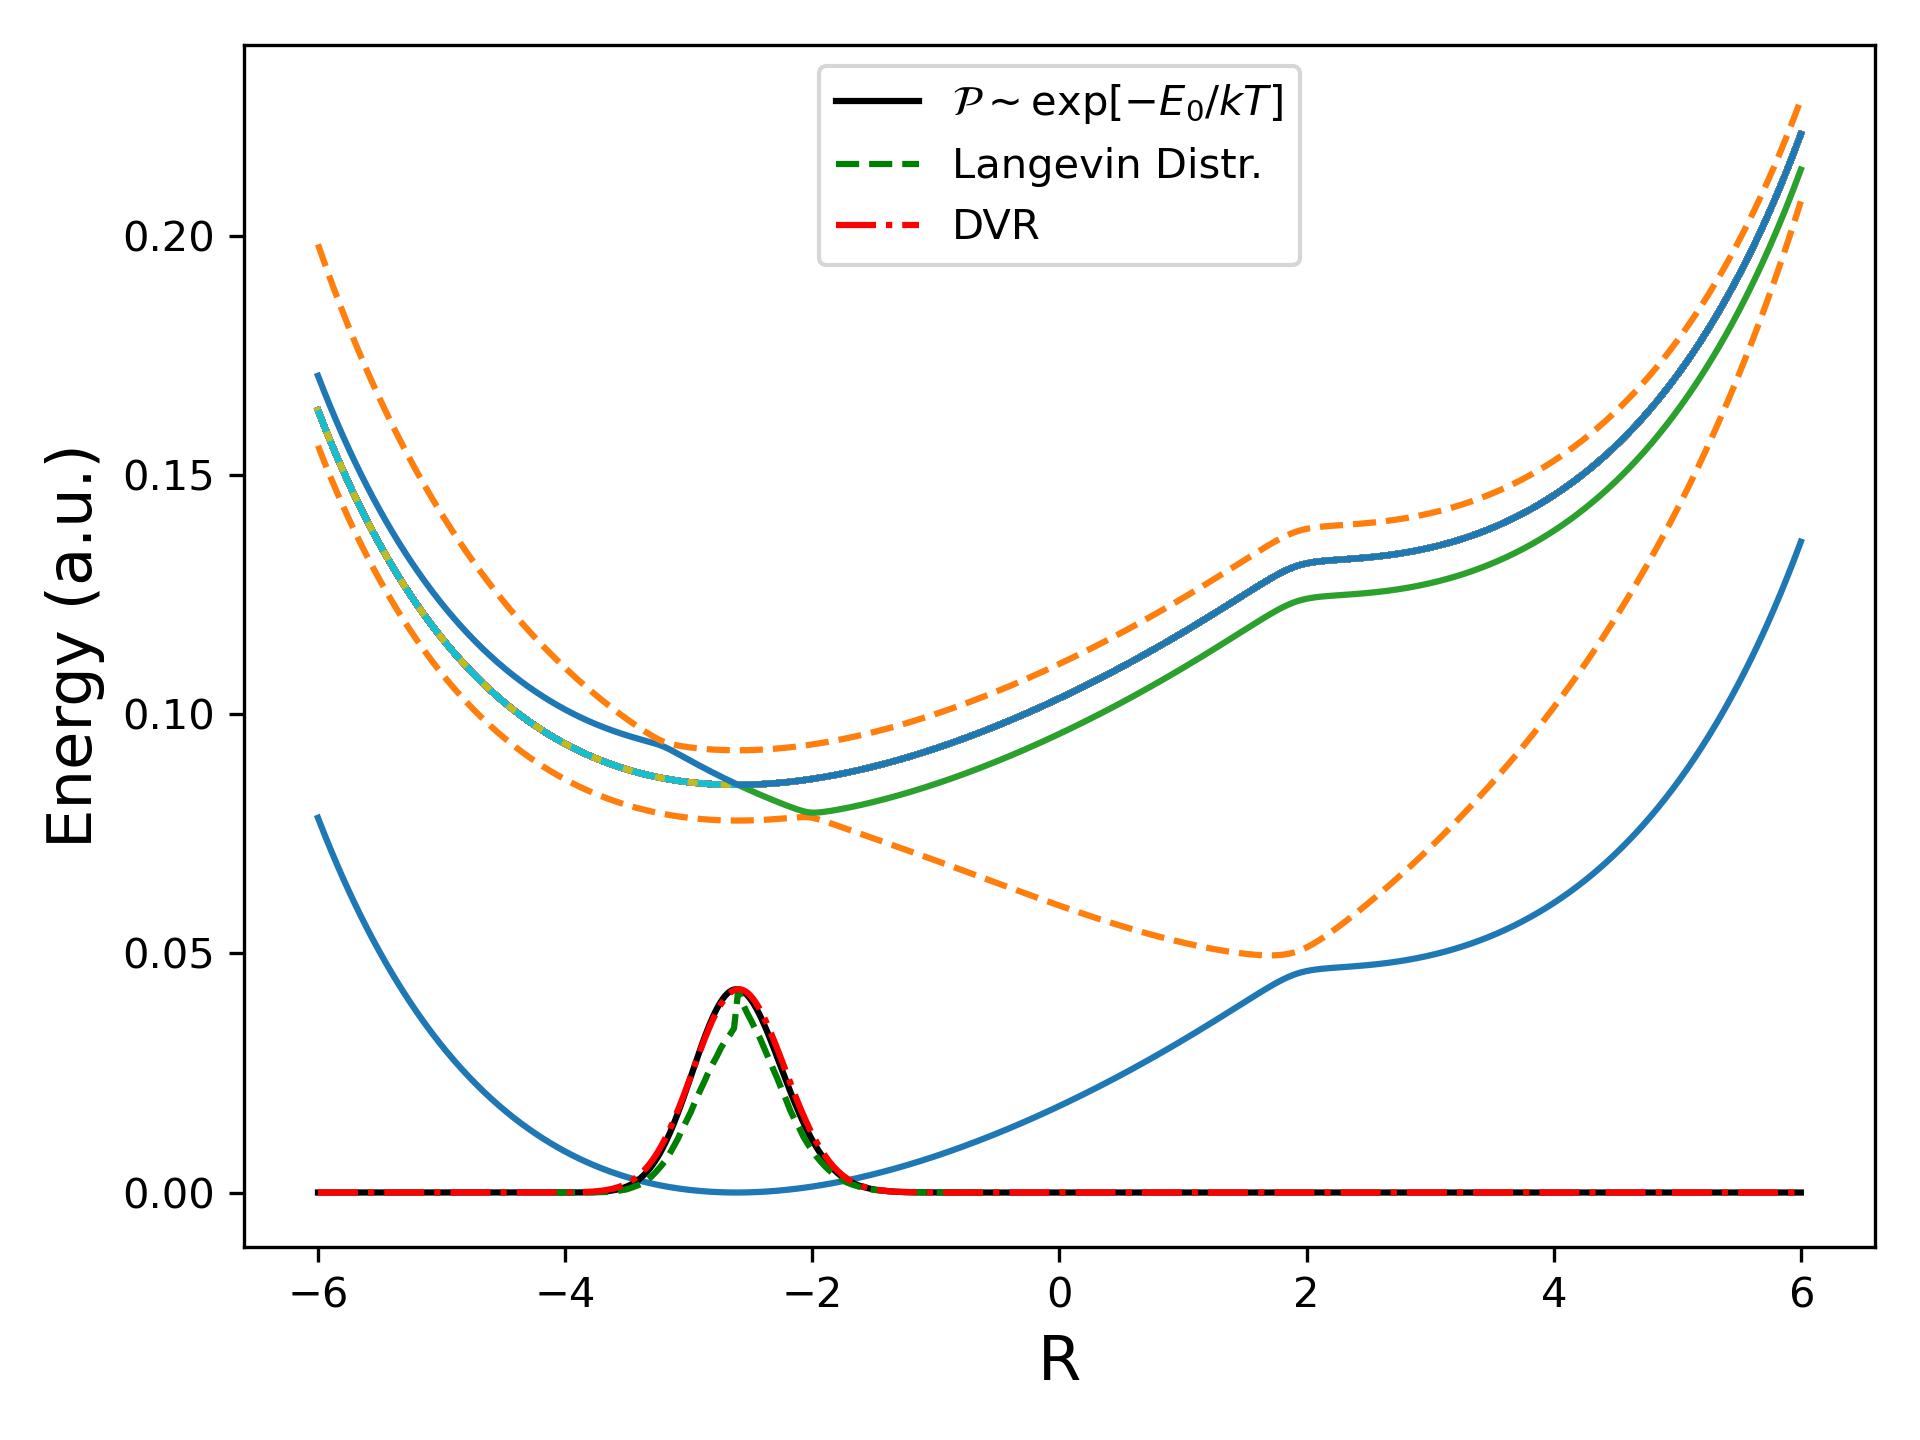 𝒫 ~ exp[−E₀/kT]
Langevin Distr.
DVR
Energy (a.u.)
0.20
0.15
0.10
0.05
0.00
−6 −4 −2 0 2 4 6
R